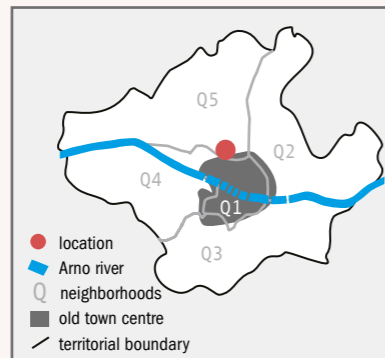 Q5
Q2
Q4
Q1
Q3
location
Arno river
Q neighborhoods
old town centre
territorial boundary